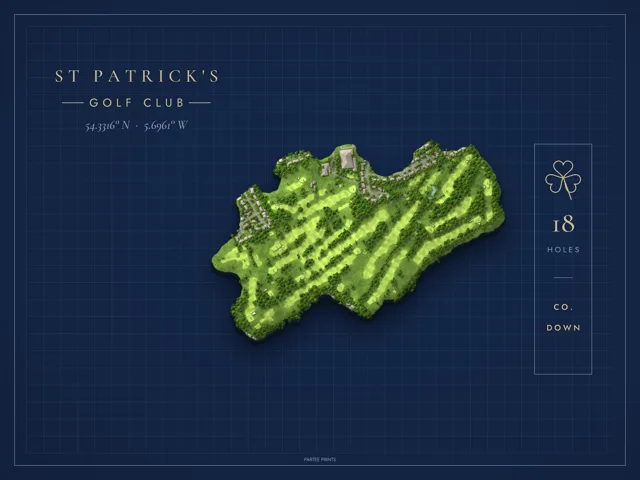 ST PATRICK'S
GOLF CLUB
54.3316° N · 5.6961° W
18
HOLES
CO.
DOWN
PARTEE PRINTS